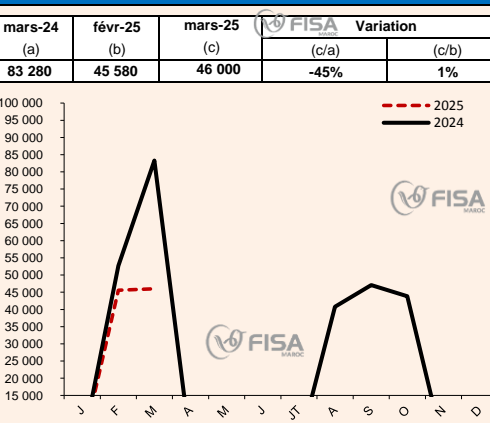 mars-24 févr-25 mars-25 Variation
(a) (b) (c) (c/a) (c/b)
83 280 45 580 46 000 -45% 1%
FISA
MAROC
100 000
95 000
90 000
85 000
80 000
75 000
70 000
65 000
60 000
55 000
50 000
45 000
40 000
35 000
30 000
25 000
20 000
15 000
2025
2024
FISA
MAROC
FISA
MAROC
J F M A M J JT A S O N D